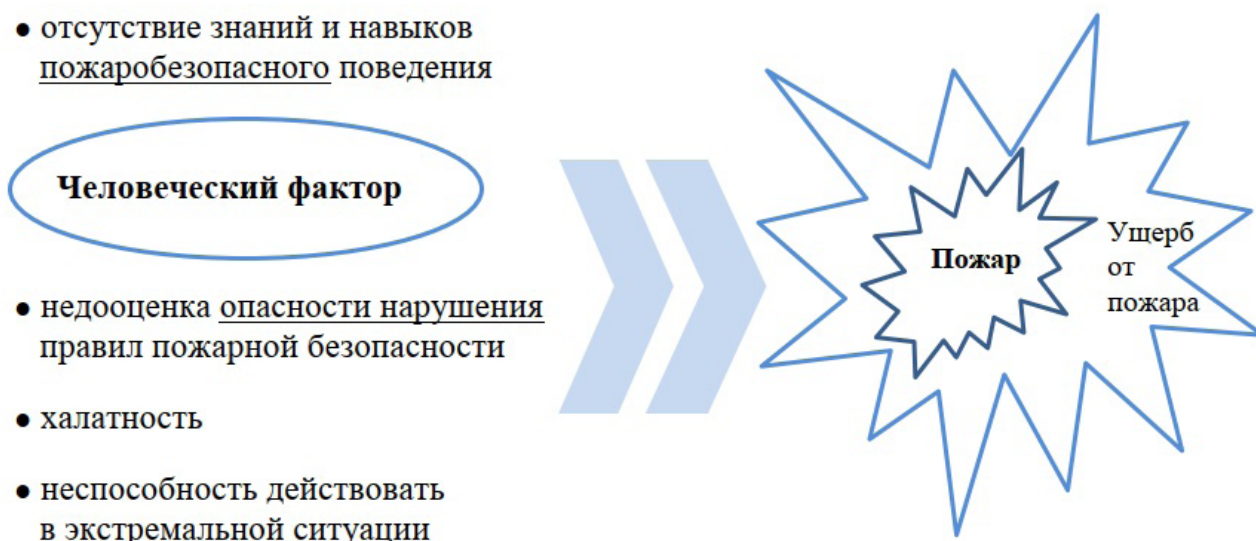 ● отсутствие знаний и навыков
пожаробезопасного поведения
Человеческий фактор
● недооценка опасности нарушения
правил пожарной безопасности
● халатность
● неспособность действовать
в экстремальной ситуации
Пожар
Ущерб
от
пожара